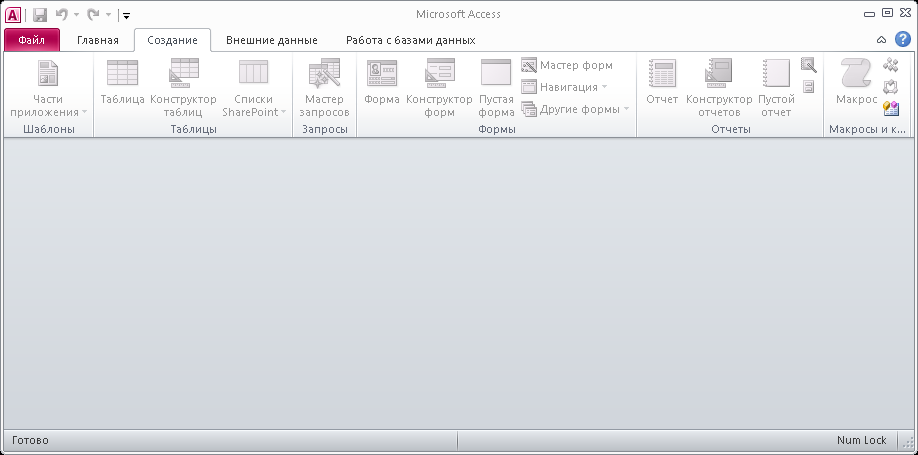 Microsoft Access
Файл Главная Создание Внешние данные Работа с базами данных
Части приложения
Таблица
Конструктор таблиц
Списки SharePoint
Мастер запросов
Форма
Конструктор форм
Пустая форма
Мастер форм
Навигация
Другие формы
Отчет
Конструктор отчетов
Пустой отчет
Макрос
Шаблоны Таблицы Запросы Формы Отчеты Макросы и к...
Готово Num Lock